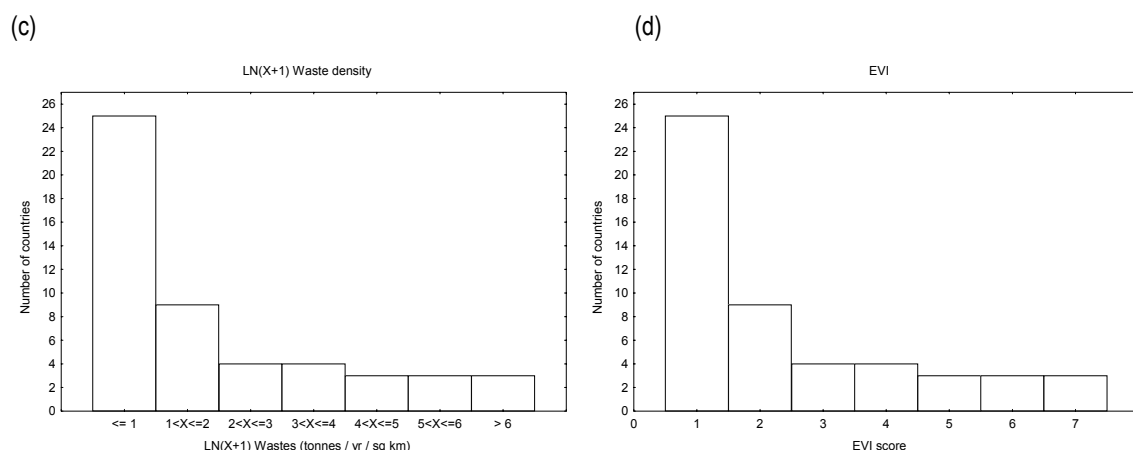 (c)
(d)
LN(X+1) Waste density
26
24
22
20
18
16
14
12
10
8
6
4
2
0
Number of countries
<= 1 1<X<=2 2<X<=3 3<X<=4 4<X<=5 5<X<=6 > 6
LN(X+1) Wastes (tonnes / yr / sq km)
EVI
26
24
22
20
18
16
14
12
10
8
6
4
2
0
Number of countries
0 1 2 3 4 5 6 7
EVI score